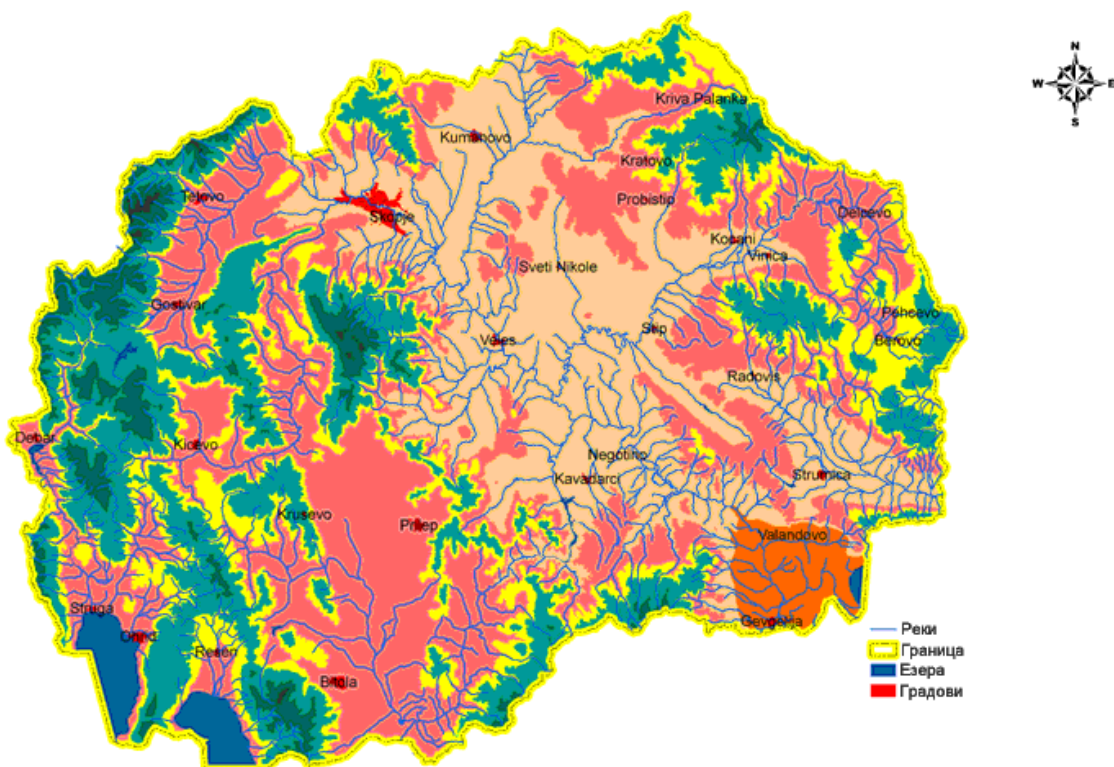 N
W E
S
Kriva Palanka
Kumanovo
Kratovo
Tetovo
Probistip
Skopje
Delcevo
Kocani
Vinica
Sveti Nikole
Gostivar
Pehcevo
Stip
Veles
Berovo
Radovis
Debar
Kicevo
Negotino
Strumica
Kavadarci
Krusevo
Prilep
Valandovo
Struga
Gevgelija
Ohrid
Resen
Bitola
Реки
Граница
Езера
Градови